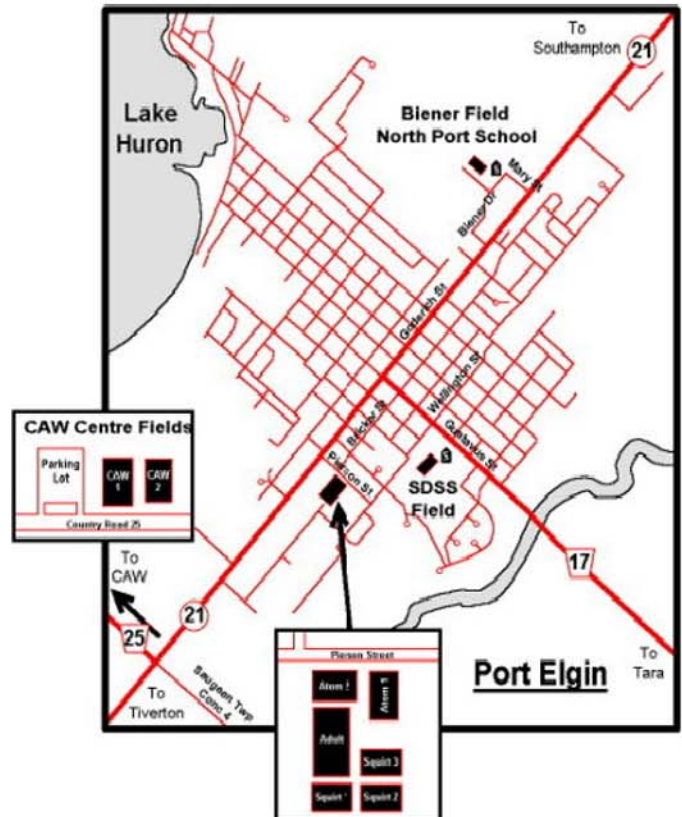 To
Southampton
21
Lake
Huron
Biener Field
North Port School
Mary St
Biener Dr
Goderich St
Wellington St
Gustavus St
Bricker St
Pierson St
SDSS
Field
CAW Centre Fields
Parking
Lot
CAW
1
CAW
2
Country Road 25
To
CAW
25
21
17
To
Tiverton
Saugeen Twp
Conc 4
Port Elgin
To
Tara
Pierson Street
Atom
Atom
Adult
Squirt 3
Squirt
Squirt 2